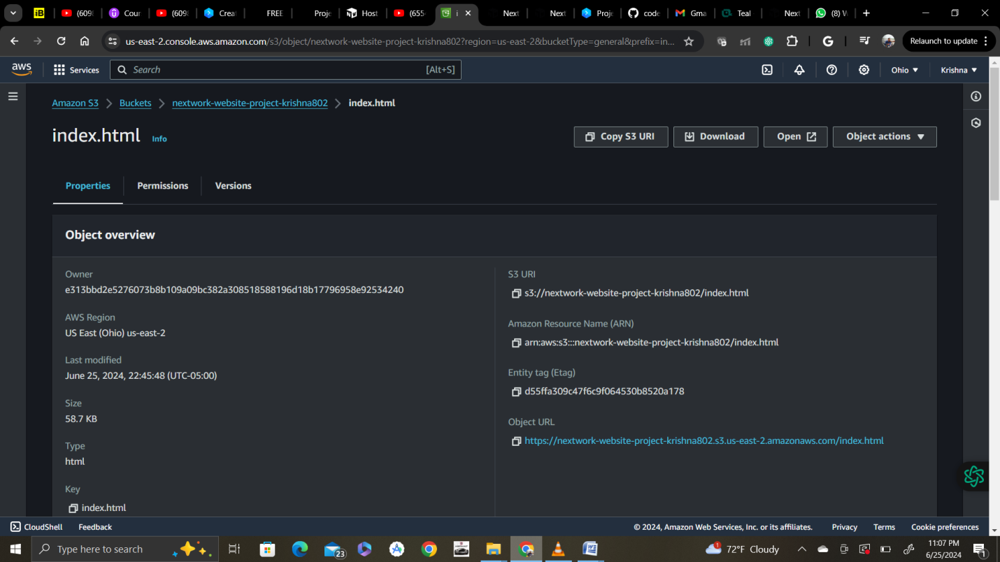 iB
(609
Cour
(609
Creat
FREE
Proje
Host
(655
i
Next
Next
Proje
code
Gma
Teal
Next
(8) W
us-east-2.console.aws.amazon.com/s3/object/nextwork-website-project-krishna802?region=us-east-2&bucketType=general&prefix=in...
Relaunch to update
aws
Services
Search
[Alt+S]
Ohio
Krishna
Amazon S3
Buckets
nextwork-website-project-krishna802
index.html
index.html
Info
Copy S3 URI
Download
Open
Object actions
Properties
Permissions
Versions
Object overview
Owner
e313bbd2e5276073b8b109a09bc382a308518588196d18b17796958e92534240
AWS Region
US East (Ohio) us-east-2
Last modified
June 25, 2024, 22:45:48 (UTC-05:00)
Size
58.7 KB
Type
html
Key
index.html
S3 URI
s3://nextwork-website-project-krishna802/index.html
Amazon Resource Name (ARN)
arn:aws:s3:::nextwork-website-project-krishna802/index.html
Entity tag (Etag)
d55ffa309c47f6c9f064530b8520a178
Object URL
https://nextwork-website-project-krishna802.s3.us-east-2.amazonaws.com/index.html
CloudShell
Feedback
© 2024, Amazon Web Services, Inc. or its affiliates.
Privacy
Terms
Cookie preferences
Type here to search
23
1
72°F Cloudy
11:07 PM
6/25/2024
1